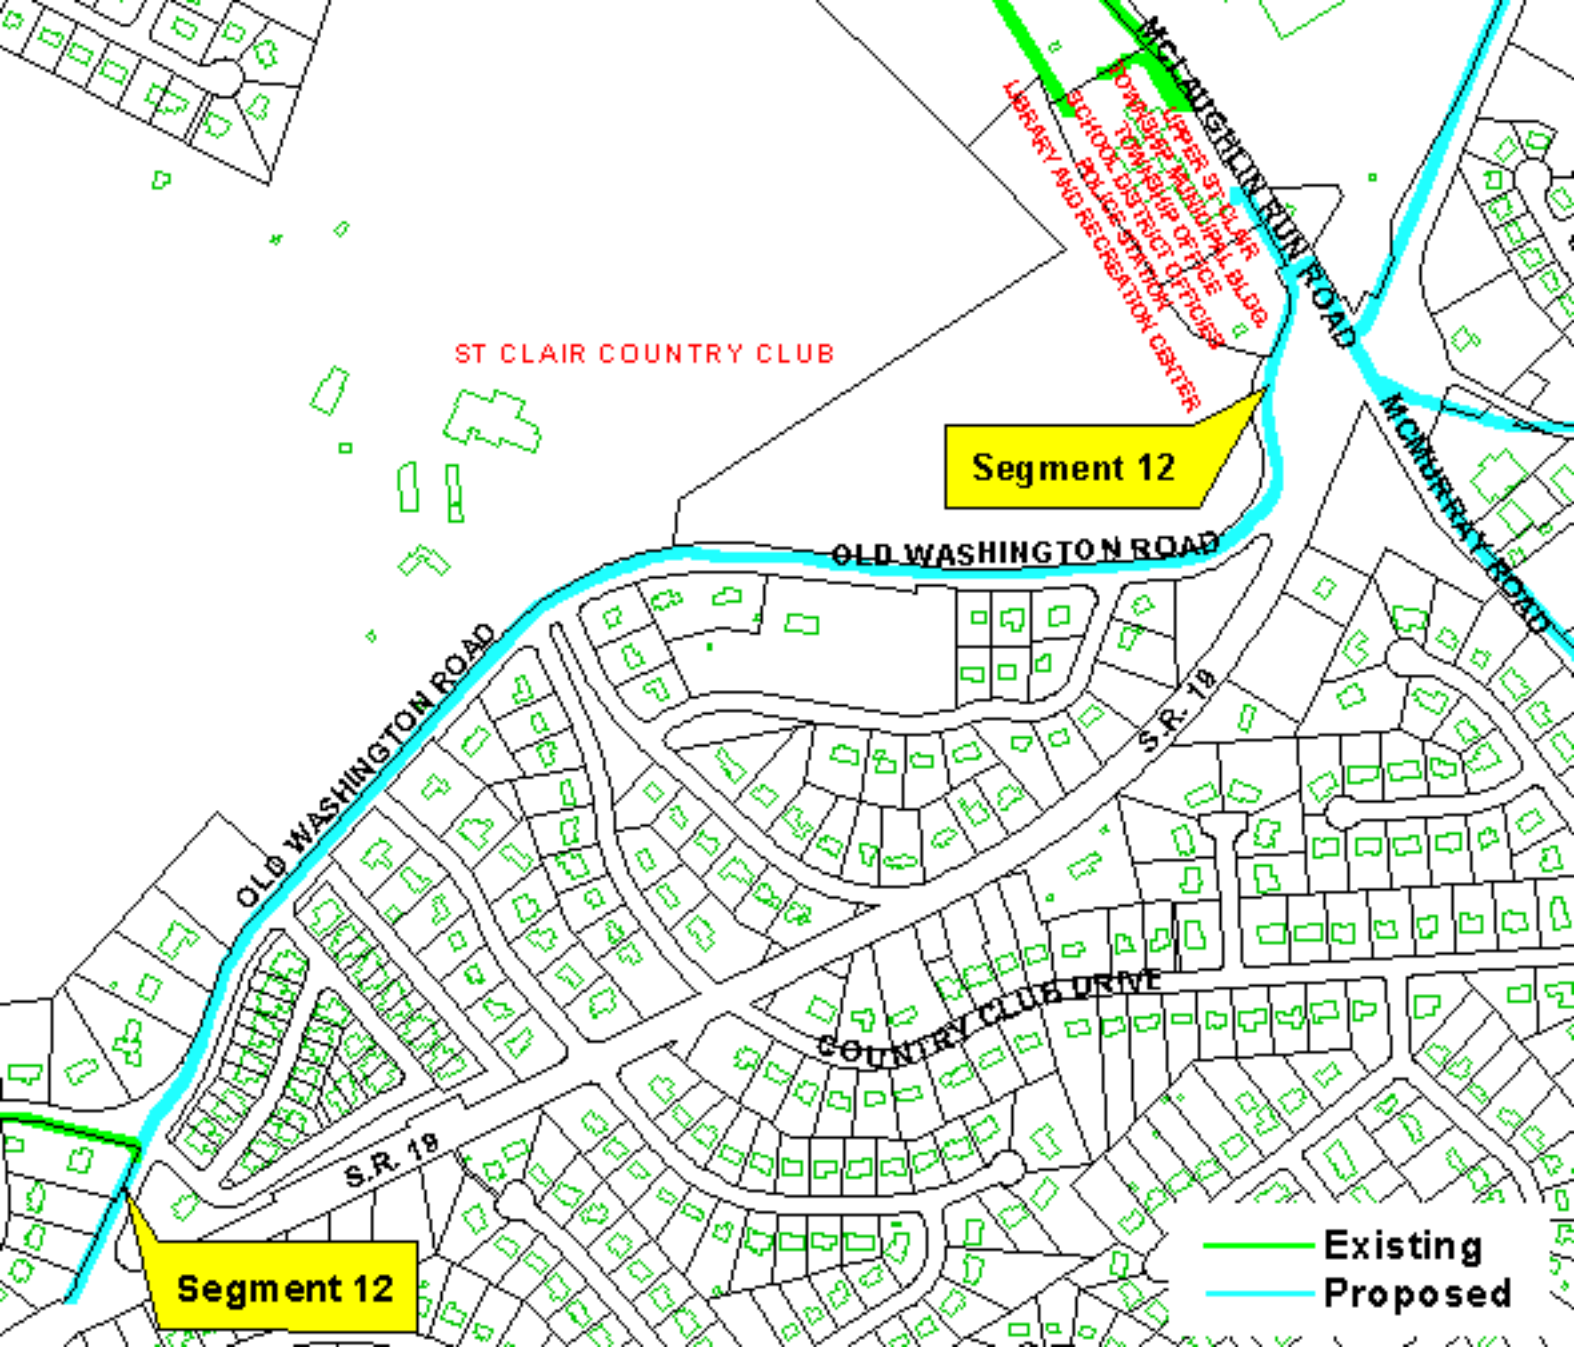 MCLAUGHLIN RUN ROAD
UPPER ST CLAIR
TOWNSHIP MUNICIPAL BLDG.
TOWNSHIP OFFICE
SCHOOL DISTRICT OFFICES
POLICE STATION
LIBRARY AND RECREATION CENTER
ST CLAIR COUNTRY CLUB
Segment 12
MCMURRAY ROAD
OLD WASHINGTON ROAD
OLD WASHINGTON ROAD
S.R. 19
COUNTRY CLUB DRIVE
S.R. 19
Segment 12
Existing
Proposed